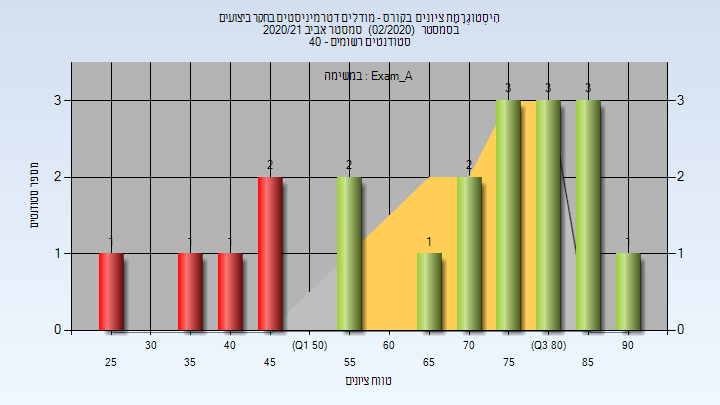 היסטוגרמת ציונים בקורס - מודלים דטרמיניסטים בחקר ביצועים
בסמסטר (02/2020) סמסטר אביב 2020/21
סטודנטים רשומים - 40
במשימה : Exam_A
מספר סטודנטים
3 3
2 2
1 1
0 0
1 1 1 2 2 1 2 3 3 3 1
30 40 (Q1 50) 60 70 (Q3 80) 90
25 35 45 55 65 75 85
טווח ציונים